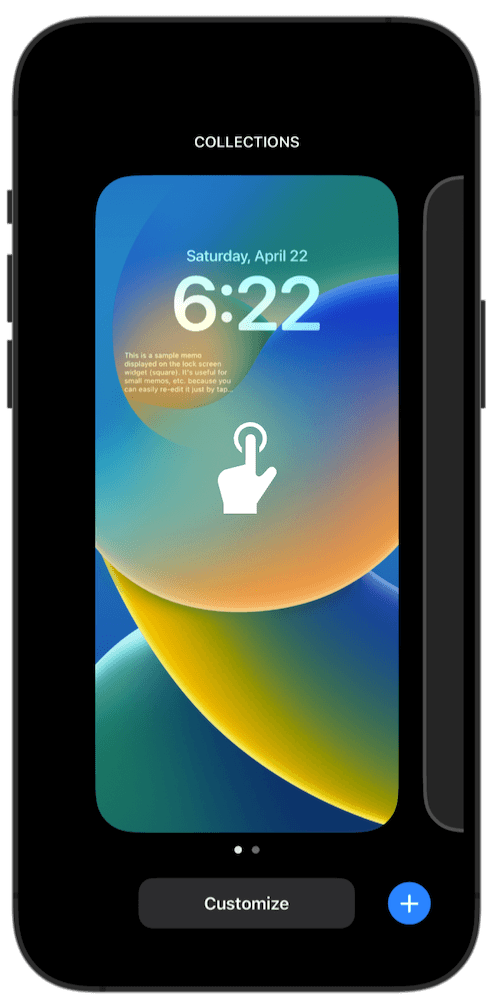 COLLECTIONS
Saturday, April 22
6:22
This is a sample memo
displayed on the lock screen
widget (square). It's useful for
small memos, etc. because you
can easily re-edit it just by tap...
Customize